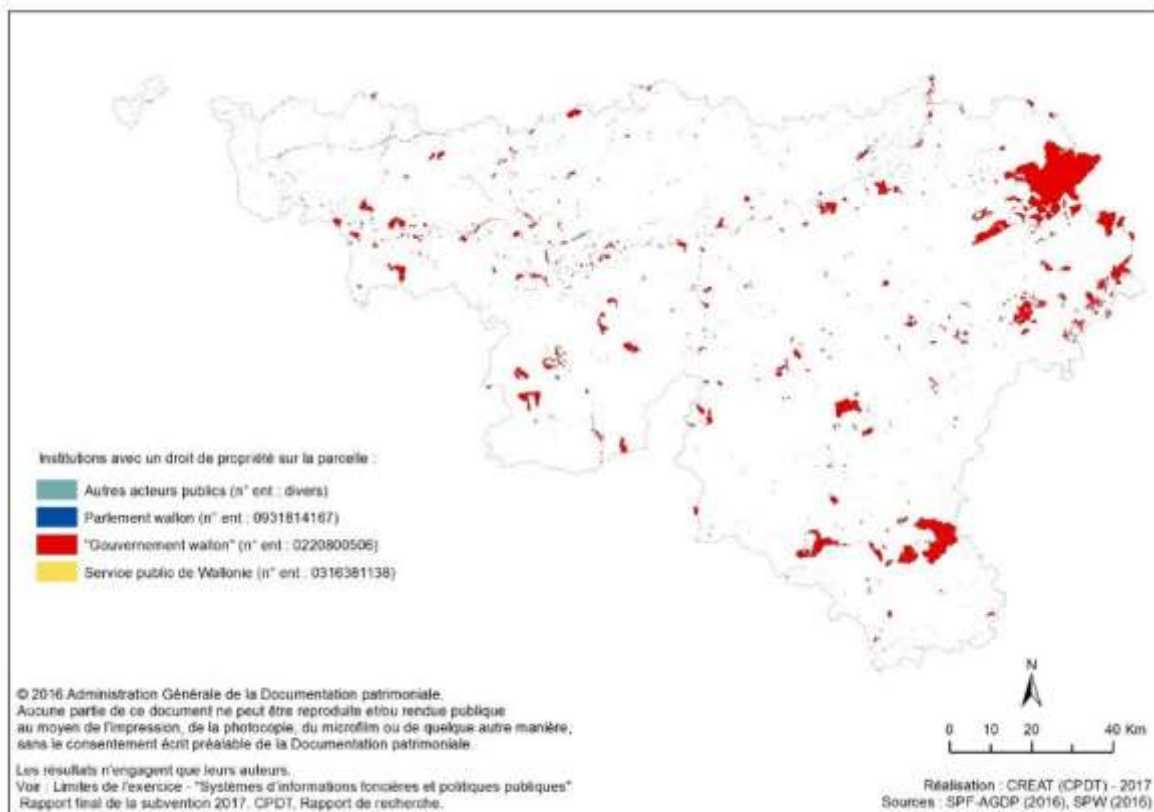 Institutions avec un droit de propriété sur la parcelle :
Autres acteurs publics (n° ent : divers)
Parlement wallon (n° ent : 0931814167)
"Gouvernement wallon" (n° ent : 0220800506)
Service public de Wallonie (n° ent : 0316381138)
© 2016 Administration Générale de la Documentation patrimoniale.
Aucune partie de ce document ne peut être reproduite et/ou rendue publique
au moyen de l'impression, de la photocopie, du microfilm ou de quelque autre manière,
sans le consentement écrit préalable de la Documentation patrimoniale.
Les résultats n'engagent que leurs auteurs.
Voir : Limites de l'exercice - "Systèmes d'informations foncières et politiques publiques"
Rapport final de la subvention 2017. CPDT, Rapport de recherche.
N
0 10 20 40 Km
Réalisation : CREAT (CPDT) - 2017
Sources : SPF-AGDP (2016), SPW (2016)